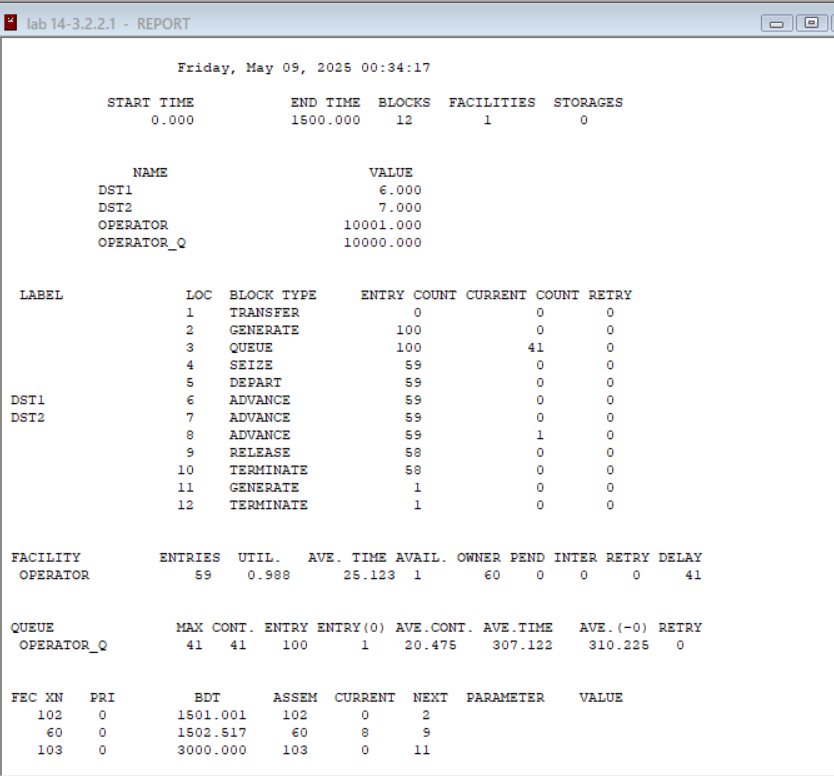 lab 14-3.2.2.1 - REPORT
Friday, May 09, 2025 00:34:17
START TIME END TIME BLOCKS FACILITIES STORAGES
0.000 1500.000 12 1 0
NAME VALUE
DST1 6.000
DST2 7.000
OPERATOR 10001.000
OPERATOR_Q 10000.000
LABEL LOC BLOCK TYPE ENTRY COUNT CURRENT COUNT RETRY
1 TRANSFER 0 0 0
2 GENERATE 100 0 0
3 QUEUE 100 41 0
4 SEIZE 59 0 0
5 DEPART 59 0 0
DST1 6 ADVANCE 59 0 0
DST2 7 ADVANCE 59 0 0
8 ADVANCE 59 1 0
9 RELEASE 58 0 0
10 TERMINATE 58 0 0
11 GENERATE 1 0 0
12 TERMINATE 1 0 0
FACILITY ENTRIES UTIL. AVE. TIME AVAIL. OWNER PEND INTER RETRY DELAY
OPERATOR 59 0.988 25.123 1 60 0 0 0 41
QUEUE MAX CONT. ENTRY ENTRY(0) AVE.CONT. AVE.TIME AVE.(-0) RETRY
OPERATOR_Q 41 41 100 1 20.475 307.122 310.225 0
FEC XN PRI BDT ASSEM CURRENT NEXT PARAMETER VALUE
102 0 1501.001 102 0 2
60 0 1502.517 60 8 9
103 0 3000.000 103 0 11